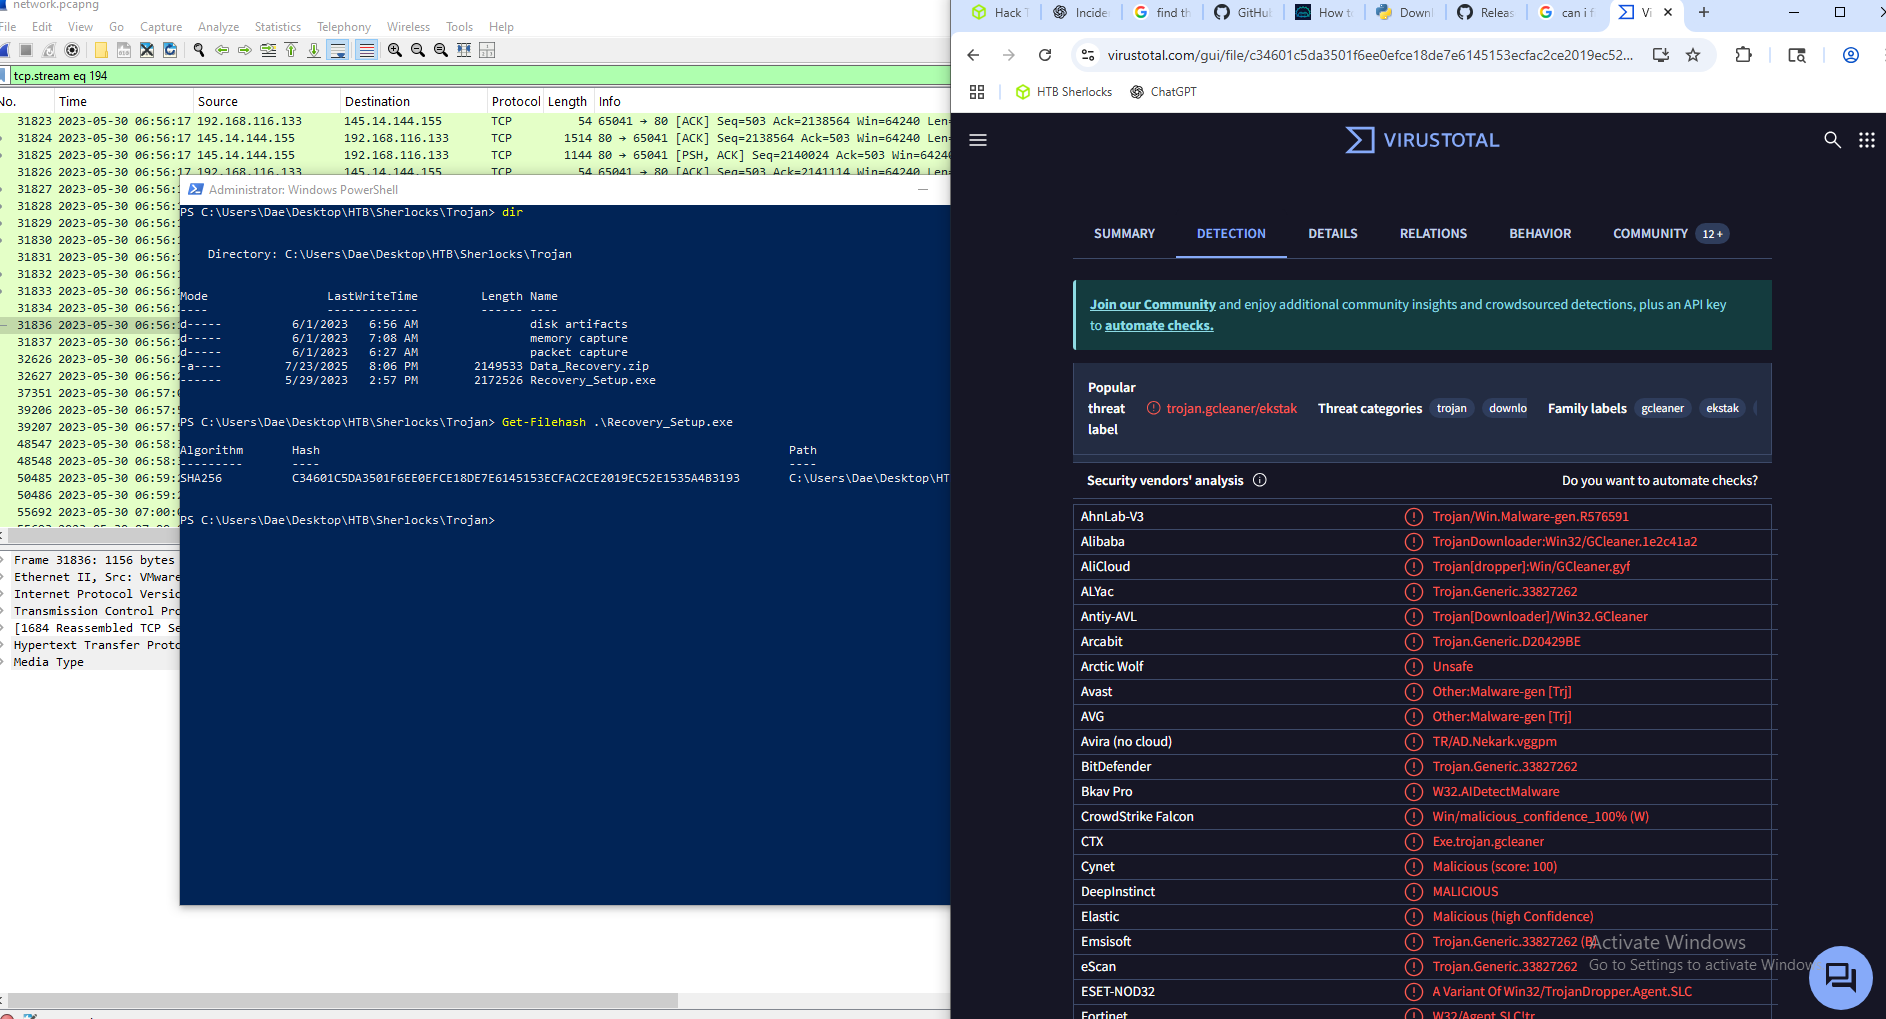 network.pcapng
File Edit View Go Capture Analyze Statistics Telephony Wireless Tools Help
tcp.stream eq 194
No. Time Source Destination Protocol Length Info
31823 2023-05-30 06:56:17 192.168.116.133 145.14.144.155 TCP 54 65041 → 80 [ACK] Seq=503 Ack=2138564 Win=64240 Len=
31824 2023-05-30 06:56:17 145.14.144.155 192.168.116.133 TCP 1514 80 → 65041 [ACK] Seq=2138564 Ack=503 Win=64240 Len=
31825 2023-05-30 06:56:17 145.14.144.155 192.168.116.133 TCP 1144 80 → 65041 [PSH, ACK] Seq=2140024 Ack=503 Win=64240
31826 2023-05-30 06:56:17 192.168.116.133 145.14.144.155 TCP 54 65041 → 80 [ACK] Seq=503 Ack=2141114 Win=64240 Len=
31827 2023-05-30 06:56:
31828 2023-05-30 06:56:
31829 2023-05-30 06:56:
31830 2023-05-30 06:56:
31831 2023-05-30 06:56:
31832 2023-05-30 06:56:
31833 2023-05-30 06:56:
31834 2023-05-30 06:56:
31836 2023-05-30 06:56:
31837 2023-05-30 06:56:
32626 2023-05-30 06:56:
32627 2023-05-30 06:56:
37351 2023-05-30 06:57:
39206 2023-05-30 06:57:
39207 2023-05-30 06:57:
48547 2023-05-30 06:58:
48548 2023-05-30 06:58:
50485 2023-05-30 06:59:
50486 2023-05-30 06:59:
55692 2023-05-30 07:00:
Frame 31836: 1156 bytes
Ethernet II, Src: VMware
Internet Protocol Versio
Transmission Control Pro
[1684 Reassembled TCP Se
Hypertext Transfer Proto
Media Type
Administrator: Windows PowerShell
PS C:\Users\Dae\Desktop\HTB\Sherlocks\Trojan> dir
Directory: C:\Users\Dae\Desktop\HTB\Sherlocks\Trojan
Mode LastWriteTime Length Name
---- ------------- ------ ----
d----- 6/1/2023 6:56 AM disk artifacts
d----- 6/1/2023 7:08 AM memory capture
d----- 6/1/2023 6:27 AM packet capture
-a---- 7/23/2025 8:06 PM 2149533 Data_Recovery.zip
------ 5/29/2023 2:57 PM 2172526 Recovery_Setup.exe
PS C:\Users\Dae\Desktop\HTB\Sherlocks\Trojan> Get-Filehash .\Recovery_Setup.exe
Algorithm Hash Path
--------- ---- ----
SHA256 C34601C5DA3501F6EE0EFCE18DE7E6145153ECFAC2CE2019EC52E1535A4B3193 C:\Users\Dae\Desktop\HT
PS C:\Users\Dae\Desktop\HTB\Sherlocks\Trojan>
Hack T Incide find th GitHu How to Downl Releas can i f Vi
virustotal.com/gui/file/c34601c5da3501f6ee0efce18de7e6145153ecfac2ce2019ec52...
HTB Sherlocks ChatGPT
VIRUSTOTAL
SUMMARY DETECTION DETAILS RELATIONS BEHAVIOR COMMUNITY 12+
Join our Community and enjoy additional community insights and crowdsourced detections, plus an API key
to automate checks.
Popular threat label trojan.gcleaner/ekstak Threat categories trojan downlo Family labels gcleaner ekstak
Security vendors' analysis Do you want to automate checks?
AhnLab-V3 Trojan/Win.Malware-gen.R576591
Alibaba TrojanDownloader:Win32/GCleaner.1e2c41a2
AliCloud Trojan[dropper]:Win/GCleaner.gyf
ALYac Trojan.Generic.33827262
Antiy-AVL Trojan[Downloader]/Win32.GCleaner
Arcabit Trojan.Generic.D20429BE
Arctic Wolf Unsafe
Avast Other:Malware-gen [Trj]
AVG Other:Malware-gen [Trj]
Avira (no cloud) TR/AD.Nekark.vggpm
BitDefender Trojan.Generic.33827262
Bkav Pro W32.AIDetectMalware
CrowdStrike Falcon Win/malicious_confidence_100% (W)
CTX Exe.trojan.gcleaner
Cynet Malicious (score: 100)
DeepInstinct MALICIOUS
Elastic Malicious (high Confidence)
Emsisoft Trojan.Generic.33827262 (B)
eScan Trojan.Generic.33827262
ESET-NOD32 A Variant Of Win32/TrojanDropper.Agent.SLC
Fortinet W32/Agent.SLC!tr
Activate Windows
Go to Settings to activate Window